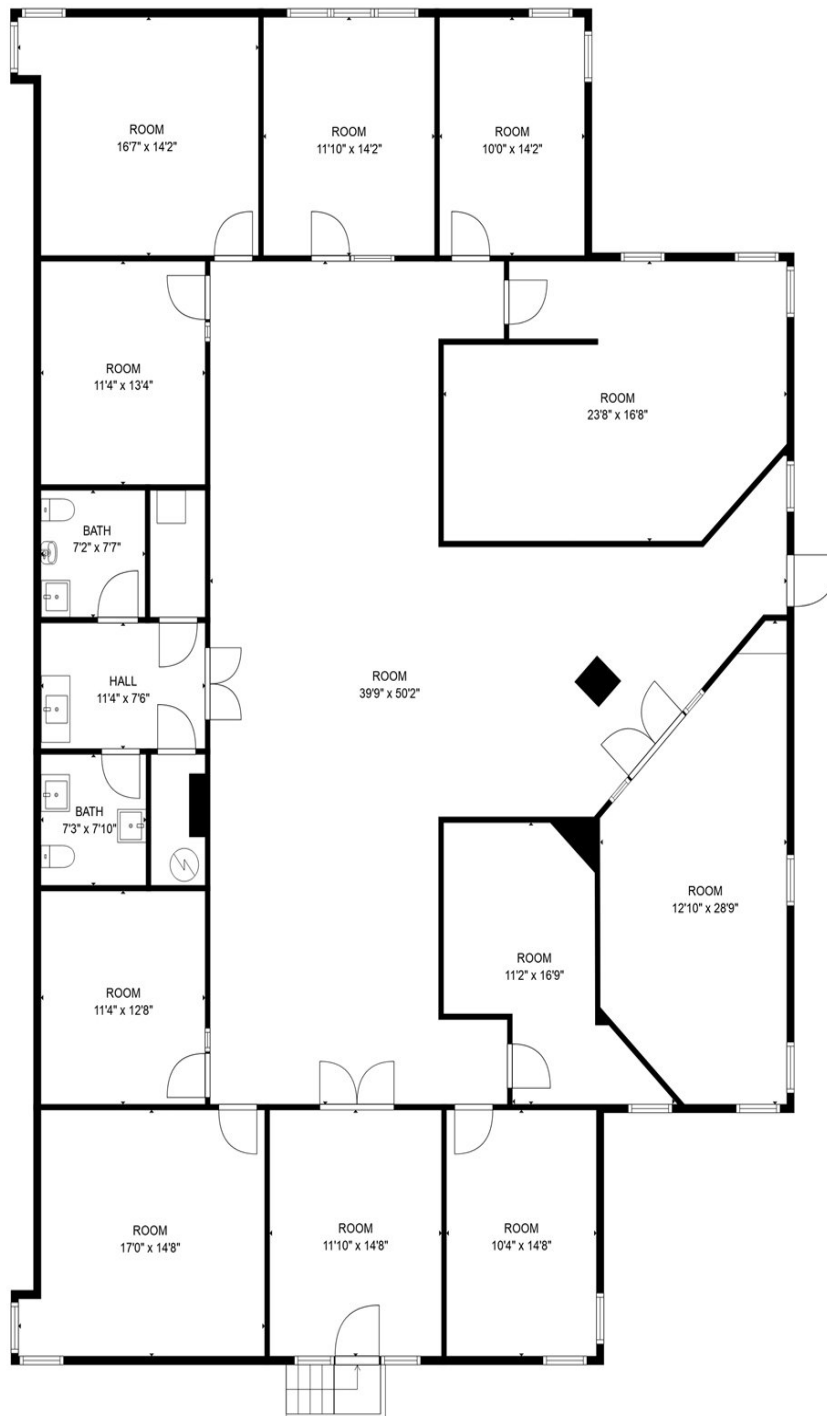 ROOM
16'7" x 14'2"
ROOM
11'10" x 14'2"
ROOM
10'0" x 14'2"
ROOM
11'4" x 13'4"
ROOM
23'8" x 16'8"
BATH
7'2" x 7'7"
HALL
11'4" x 7'6"
ROOM
39'9" x 50'2"
BATH
7'3" x 7'10"
ROOM
12'10" x 28'9"
ROOM
11'2" x 16'9"
ROOM
11'4" x 12'8"
ROOM
17'0" x 14'8"
ROOM
11'10" x 14'8"
ROOM
10'4" x 14'8"